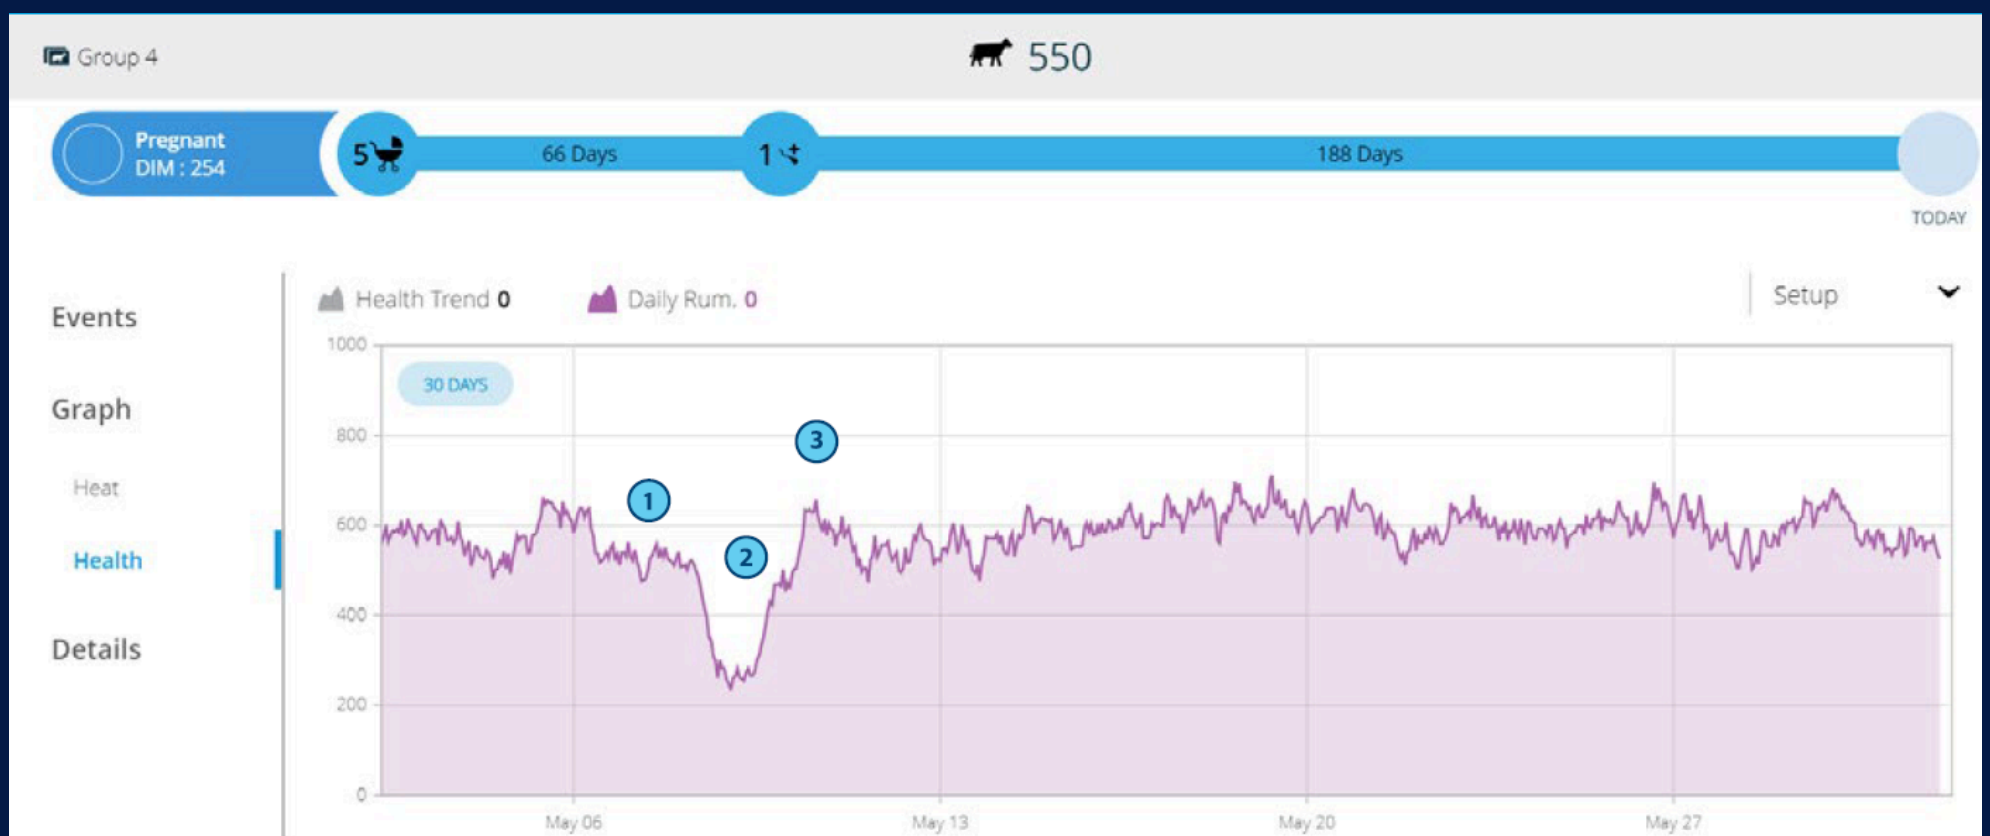 Group 4
550
Pregnant
DIM : 254
5
66 Days
1
188 Days
TODAY
Events
Graph
Heat
Health
Details
Health Trend 0
Daily Rum. 0
Setup
30 DAYS
1000
800
600
400
200
0
1
2
3
May 06
May 13
May 20
May 27